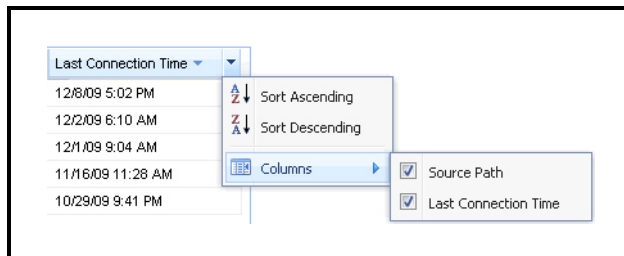 Last Connection Time
12/8/09 5:02 PM
12/2/09 6:10 AM
12/1/09 9:04 AM
11/16/09 11:28 AM
10/29/09 9:41 PM
A Z Sort Ascending
Z A Sort Descending
Columns
Source Path
Last Connection Time